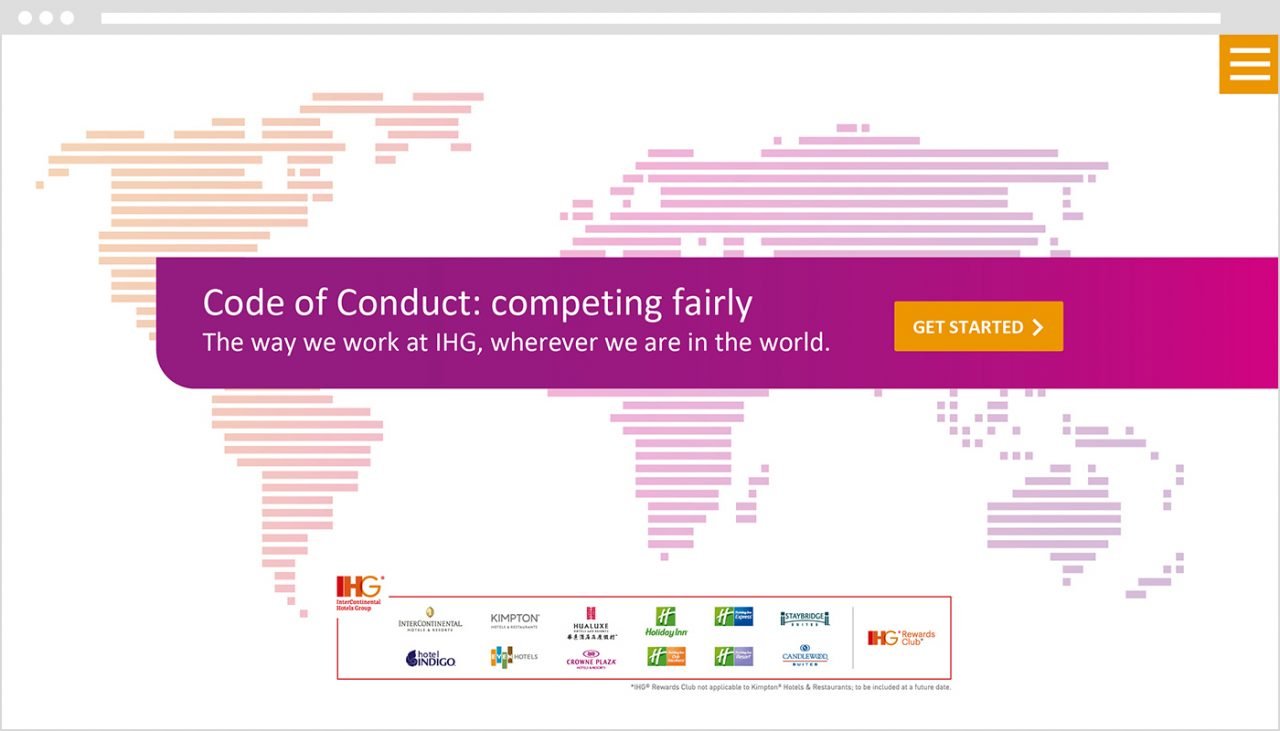 Code of Conduct: competing fairly
The way we work at IHG, wherever we are in the world.
GET STARTED
IHG®
InterContinental
Hotels Group
INTERCONTINENTAL
HOTELS & RESORTS
KIMPTON®
HOTELS & RESTAURANTS
HUALUXE
HOTELS AND RESORTS
Holiday Inn
Holiday Inn
Express
STAYBRIDGE
SUITES
IHG® Rewards
Club*
hotel
INDIGO
EVEN HOTELS
CROWNE PLAZA
HOTELS & RESORTS
Holiday Inn
Club Vacations
Holiday Inn
Resort
CANDLEWOOD
SUITES
*IHG® Rewards Club not applicable to Kimpton® Hotels & Restaurants; to be included at a future date.